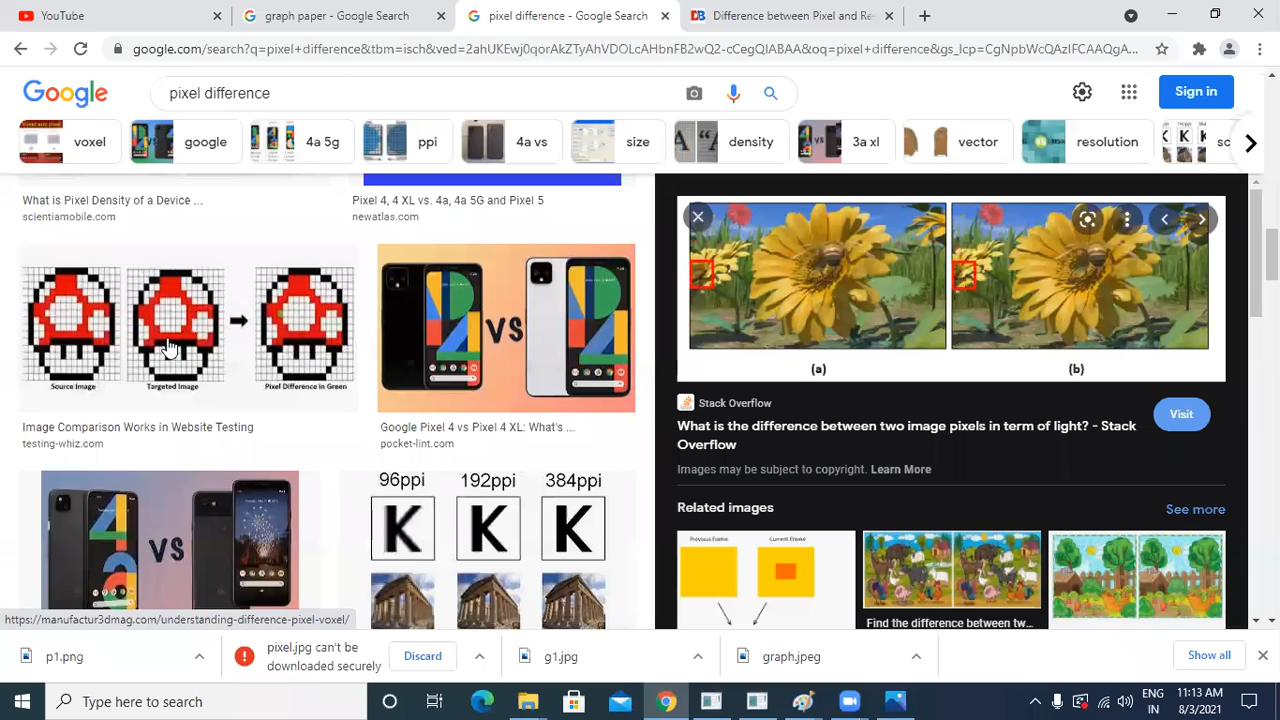 YouTube
graph paper - Google Search
pixel difference - Google Search
Difference between Pixel and Re
google.com/search?q=pixel+difference&tbm=isch&ved=2ahUKEwj0qorAkZTyAhVDOLcAHbnFB2wQ2-cCegQIABAA&oq=pixel+difference&gs_lcp=CgNpbWcQAzIFCAAQgA...
Google
pixel difference
Sign in
voxel
google
4a 5g
ppi
4a vs
size
density
3a xl
vector
resolution
sc
What is Pixel Density of a Device ...
scientiamobile.com
Pixel 4, 4 XL vs. 4a, 4a 5G and Pixel 5
newatlas.com
Source Image
Targeted Image
Pixel Difference in Green
VS
Image Comparison Works in Website Testing
testing-whiz.com
Google Pixel 4 vs Pixel 4 XL: What's ...
pocket-lint.com
VS
96ppi
192ppi
384ppi
K
K
K
(a)
(b)
Stack Overflow
Visit
What is the difference between two image pixels in term of light? - Stack
Overflow
Images may be subject to copyright. Learn More
Related images
See more
Previous Frame
Current Frame
Find the difference between tw...
https://manufactur3dmag.com/understanding-difference-pixel-voxel/
p1.png
pixel.jpg can't be
downloaded securely
Discard
g1.jpg
graph.jpeg
Show all
Type here to search
ENG
IN
11:13 AM
8/3/2021